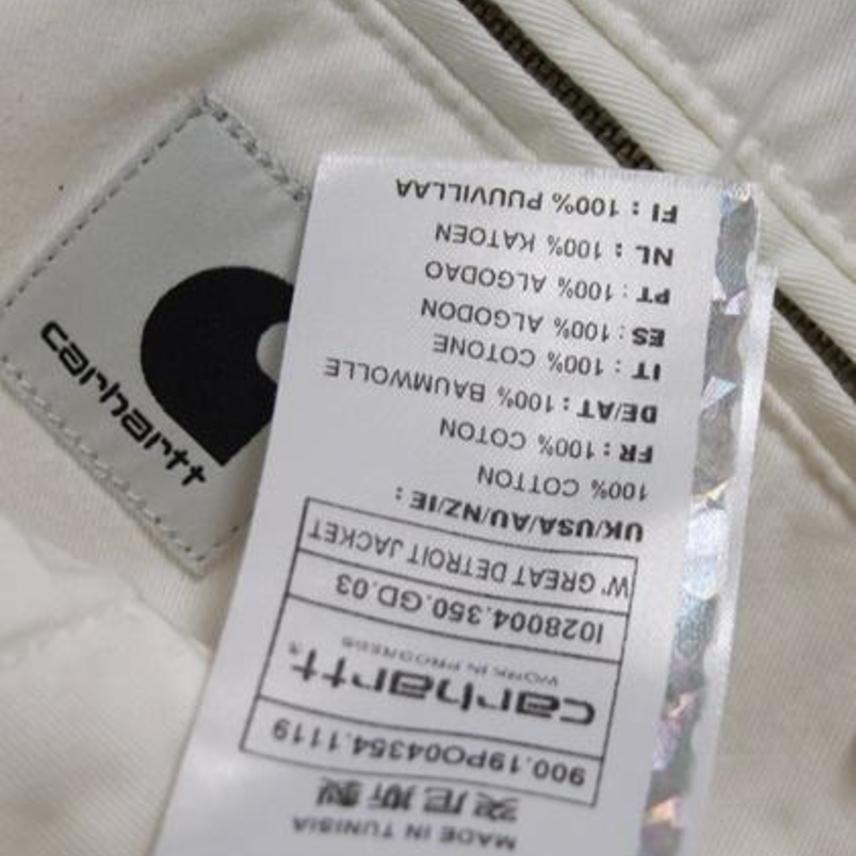 carhartt
MADE IN TUNISIA
突尼斯製
900.19PO04354.1119
carhartt
WORK IN PROGRESS
I028004.350.GD.03
W' GREAT DETROIT JACKET
UK/USA/AU/NZ/IE :
100% COTTON
FR : 100% COTON
DE/AT : 100% BAUMWOLLE
IT : 100% COTONE
ES : 100% ALGODON
PT : 100% ALGODAO
NL : 100% KATOEN
FI : 100% PUUVILLAA